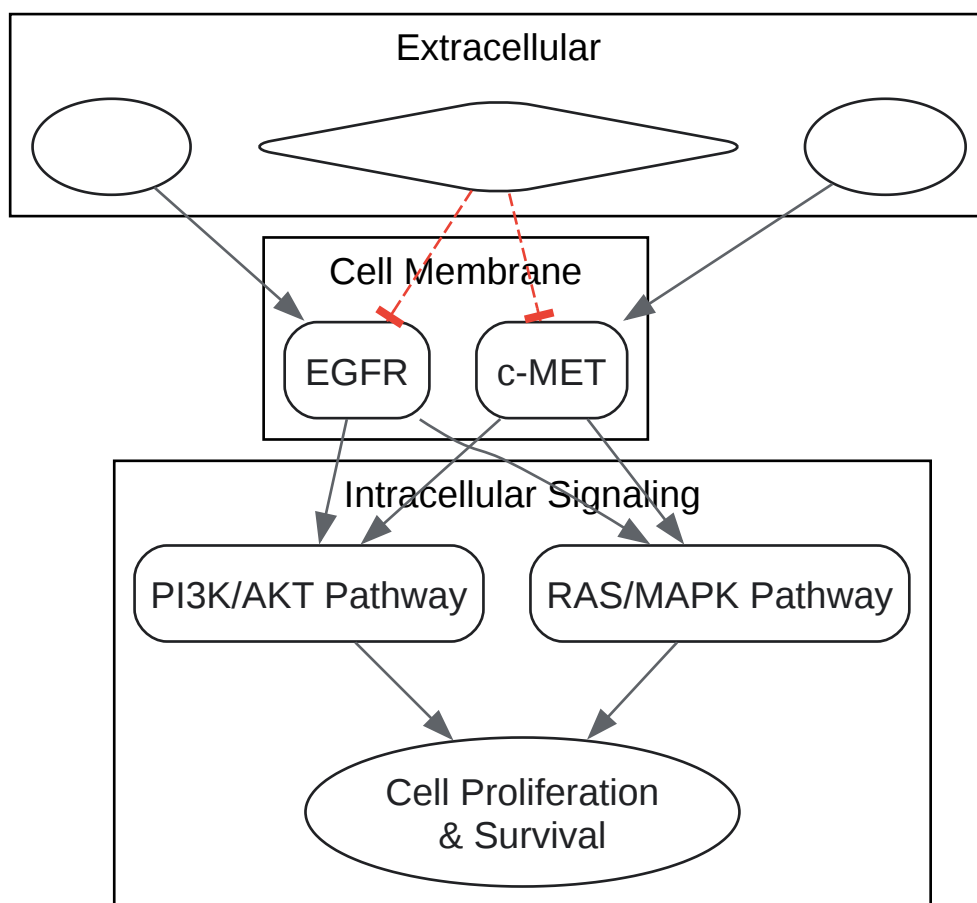 Extracellular
Cell Membrane
EGFR
c-MET
Intracellular Signaling
PI3K/AKT Pathway
RAS/MAPK Pathway
Cell Proliferation
& Survival